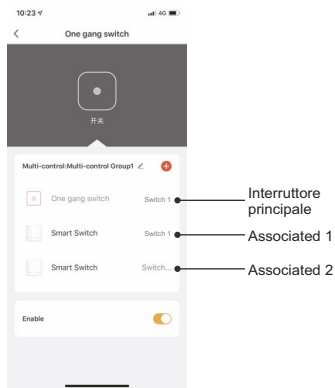 10:23
4G
One gang switch
开关
Multi-control:Multi-control Group1
One gang switch
Switch 1
Interruttore
principale
Smart Switch
Switch 1
Associated 1
Smart Switch
Switch...
Associated 2
Enable